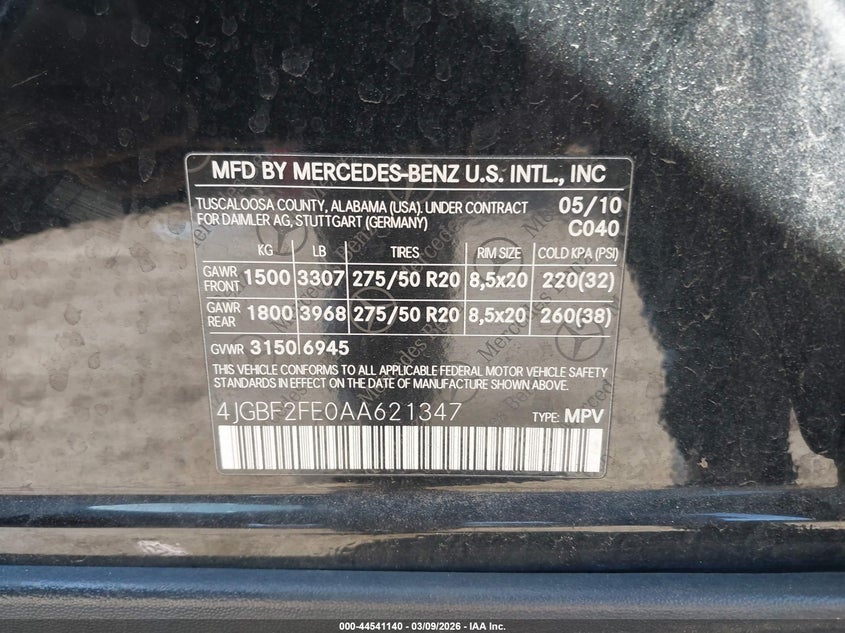 MFD BY MERCEDES-BENZ U.S. INTL., INC
TUSCALOOSA COUNTY, ALABAMA (USA). UNDER CONTRACT
FOR DAIMLER AG, STUTTGART (GERMANY)
05/10
C040
KG LB TIRES RIM SIZE COLD KPA (PSI)
GAWR FRONT 1500 3307 275/50 R20 8,5x20 220(32)
GAWR REAR 1800 3968 275/50 R20 8,5x20 260(38)
GVWR 3150 6945
THIS VEHICLE CONFORMS TO ALL APPLICABLE FEDERAL MOTOR VEHICLE SAFETY
STANDARDS IN EFFECT ON THE DATE OF MANUFACTURE SHOWN ABOVE.
4JGBF2FE0AA621347 TYPE: MPV
000-44541140 - 03/09/2026 - IAA Inc.